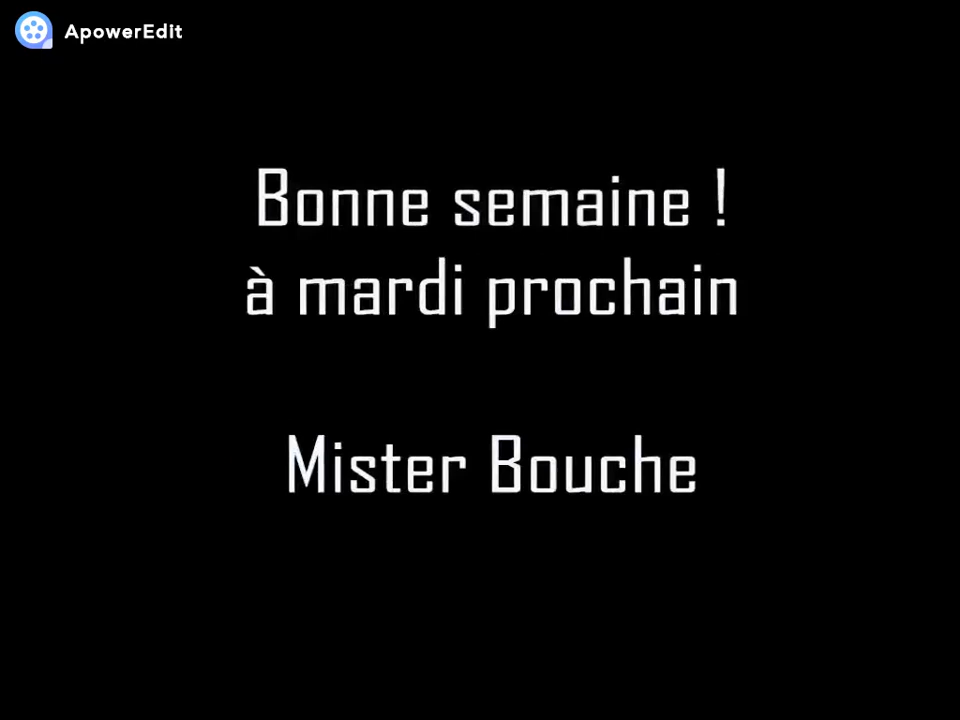 ApowerEdit
Bonne semaine !
à mardi prochain
Mister Bouche